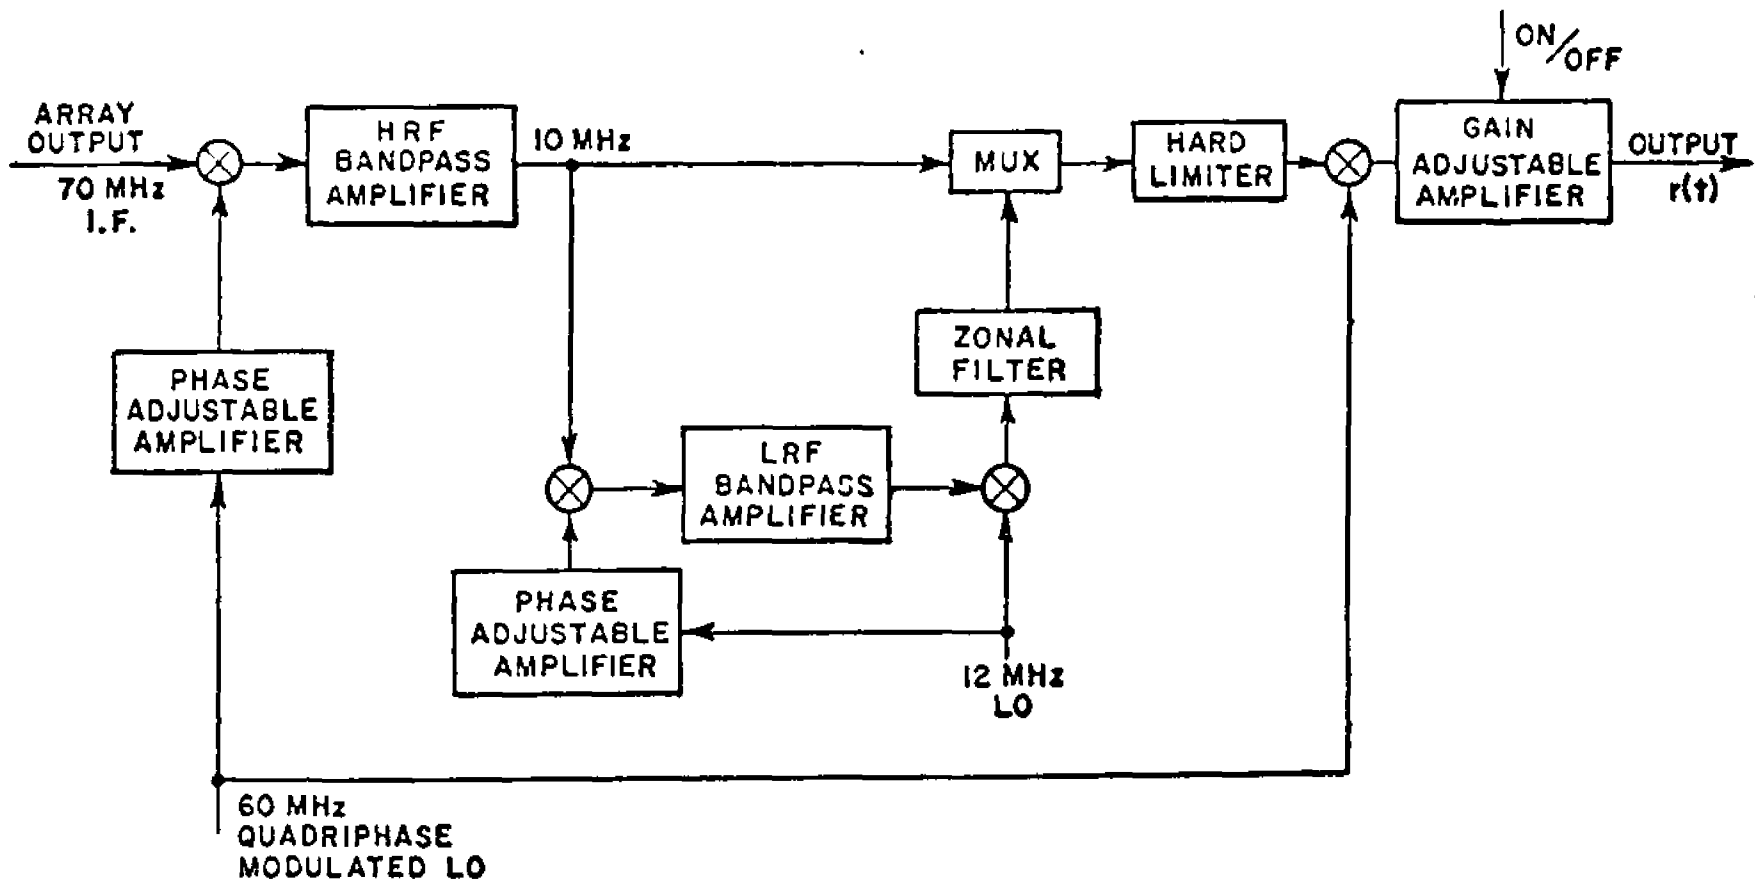 ON/OFF
ARRAY
OUTPUT
70 MHz
I.F.
HRF
BANDPASS
AMPLIFIER
10 MHz
MUX
HARD
LIMITER
GAIN
ADJUSTABLE
AMPLIFIER
OUTPUT
r(t)
ZONAL
FILTER
PHASE
ADJUSTABLE
AMPLIFIER
LRF
BANDPASS
AMPLIFIER
PHASE
ADJUSTABLE
AMPLIFIER
12 MHz
LO
60 MHz
QUADRIPHASE
MODULATED LO